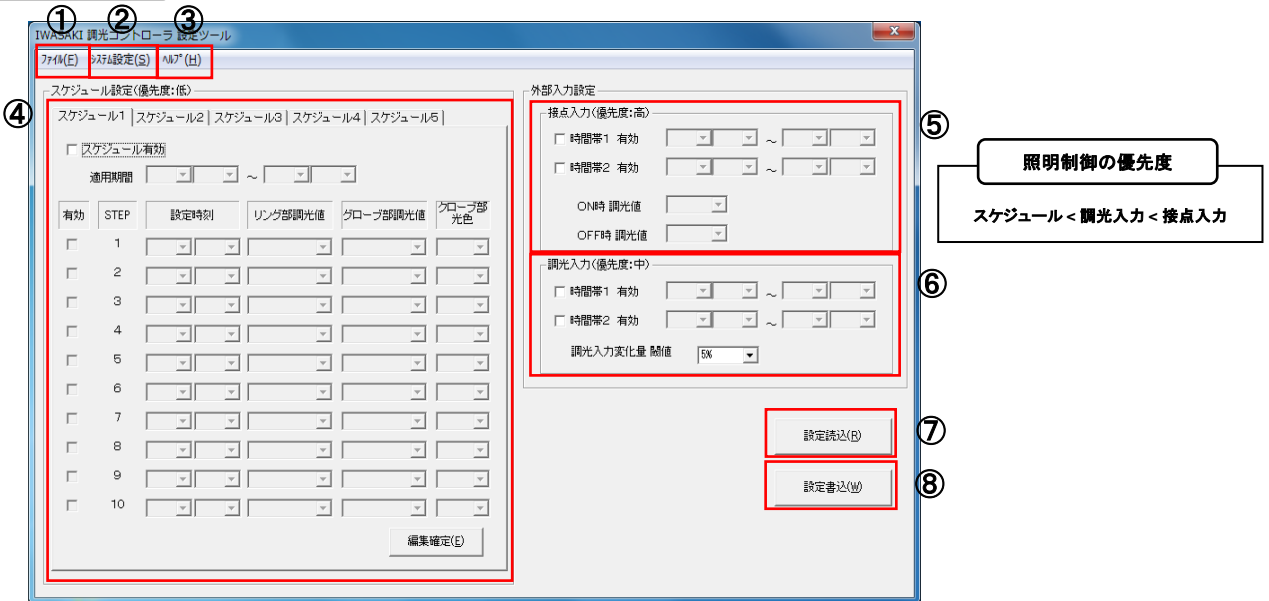 ① ② ③
IWASAKI 調光コントローラ 設定ツール
ﾌｧｲﾙ(F) ｼｽﾃﾑ設定(S) ﾍﾙﾌﾟ(H)
④
スケジュール設定(優先度:低)
スケジュール1 スケジュール2 スケジュール3 スケジュール4 スケジュール5
スケジュール有効
適用期間 ～
有効 STEP 設定時刻 リング部調光値 グローブ部調光値 グローブ部光色
1
2
3
4
5
6
7
8
9
10
編集確定(E)
外部入力設定
接点入力(優先度:高)
時間帯1 有効 ～
時間帯2 有効 ～
ON時 調光値
OFF時 調光値
⑤
調光入力(優先度:中)
時間帯1 有効 ～
時間帯2 有効 ～
調光入力変化量 閾値 5%
⑥
設定読込(R)
⑦
設定書込(W)
⑧
照明制御の優先度
スケジュール < 調光入力 < 接点入力